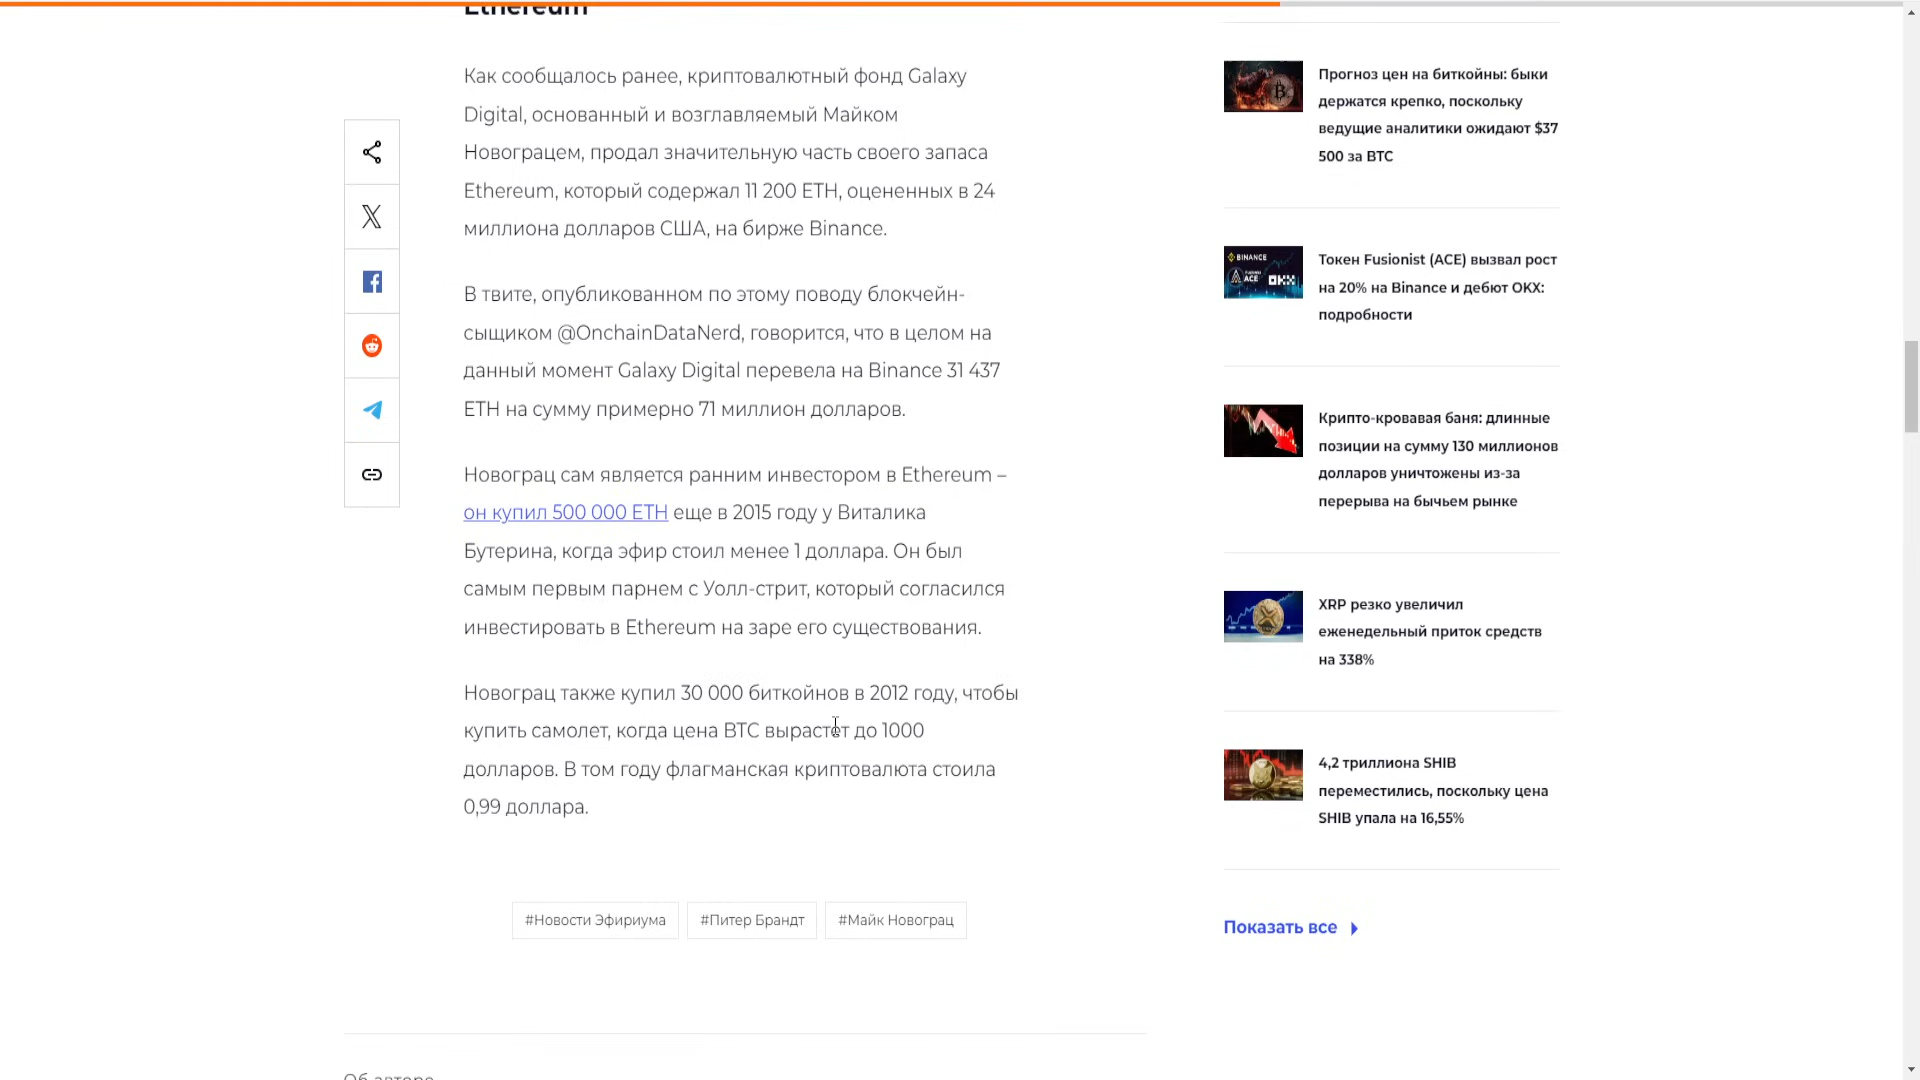 Ethereum
Как сообщалось ранее, криптовалютный фонд Galaxy
Digital, основанный и возглавляемый Майком
Новограцем, продал значительную часть своего запаса
Ethereum, который содержал 11 200 ETH, оцененных в 24
миллиона долларов США, на бирже Binance.
В твите, опубликованном по этому поводу блокчейн-
сыщиком @OnchainDataNerd, говорится, что в целом на
данный момент Galaxy Digital перевела на Binance 31 437
ETH на сумму примерно 71 миллион долларов.
Новограц сам является ранним инвестором в Ethereum –
он купил 500 000 ETH еще в 2015 году у Виталика
Бутерина, когда эфир стоил менее 1 доллара. Он был
самым первым парнем с Уолл-стрит, который согласился
инвестировать в Ethereum на заре его существования.
Новограц также купил 30 000 биткойнов в 2012 году, чтобы
купить самолет, когда цена BTC вырастет до 1000
долларов. В том году флагманская криптовалюта стоила
0,99 доллара.
#Новости Эфириума
#Питер Брандт
#Майк Новограц
Об авторе
Прогноз цен на биткойны: быки
держатся крепко, поскольку
ведущие аналитики ожидают $37
500 за BTC
BINANCE
ACE
OKX
Токен Fusionist (ACE) вызвал рост
на 20% на Binance и дебют OKX:
подробности
Крипто-кровавая баня: длинные
позиции на сумму 130 миллионов
долларов уничтожены из-за
перерыва на бычьем рынке
XRP резко увеличил
еженедельный приток средств
на 338%
4,2 триллиона SHIB
переместились, поскольку цена
SHIB упала на 16,55%
Показать все